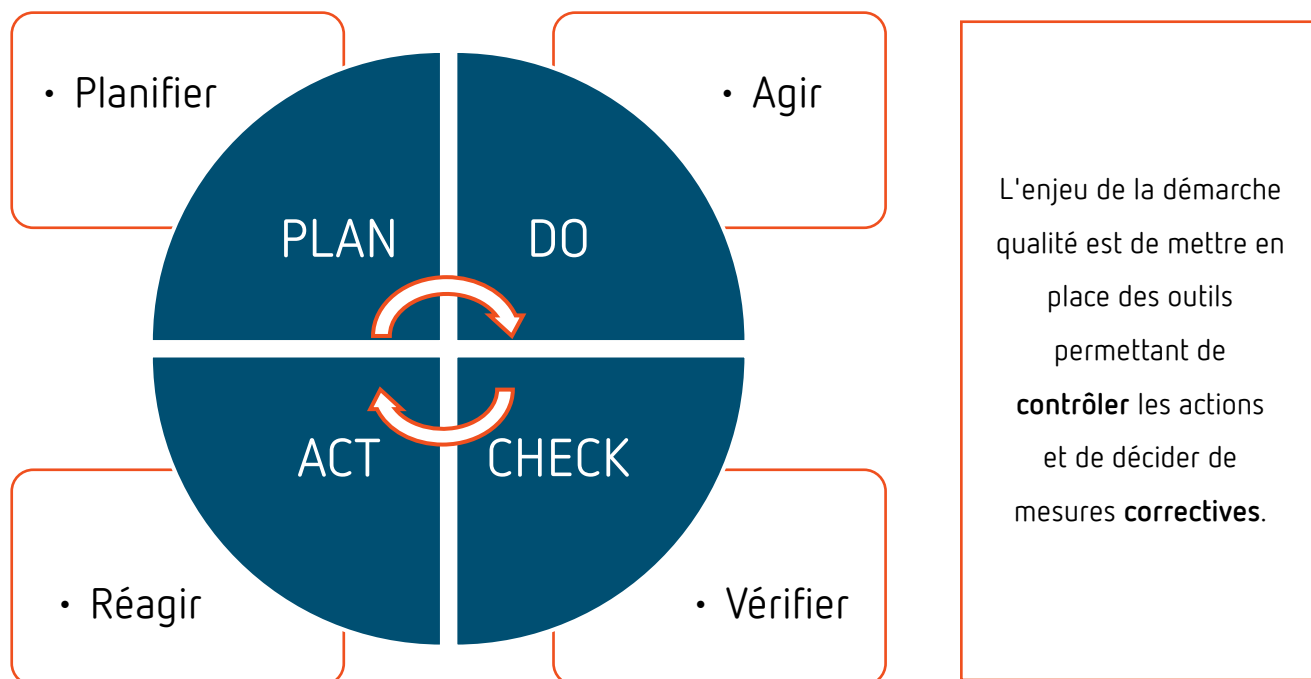 • Planifier
• Agir
PLAN
DO
ACT
CHECK
• Réagir
• Vérifier
L'enjeu de la démarche
qualité est de mettre en
place des outils
permettant de
contrôler les actions
et de décider de
mesures correctives.